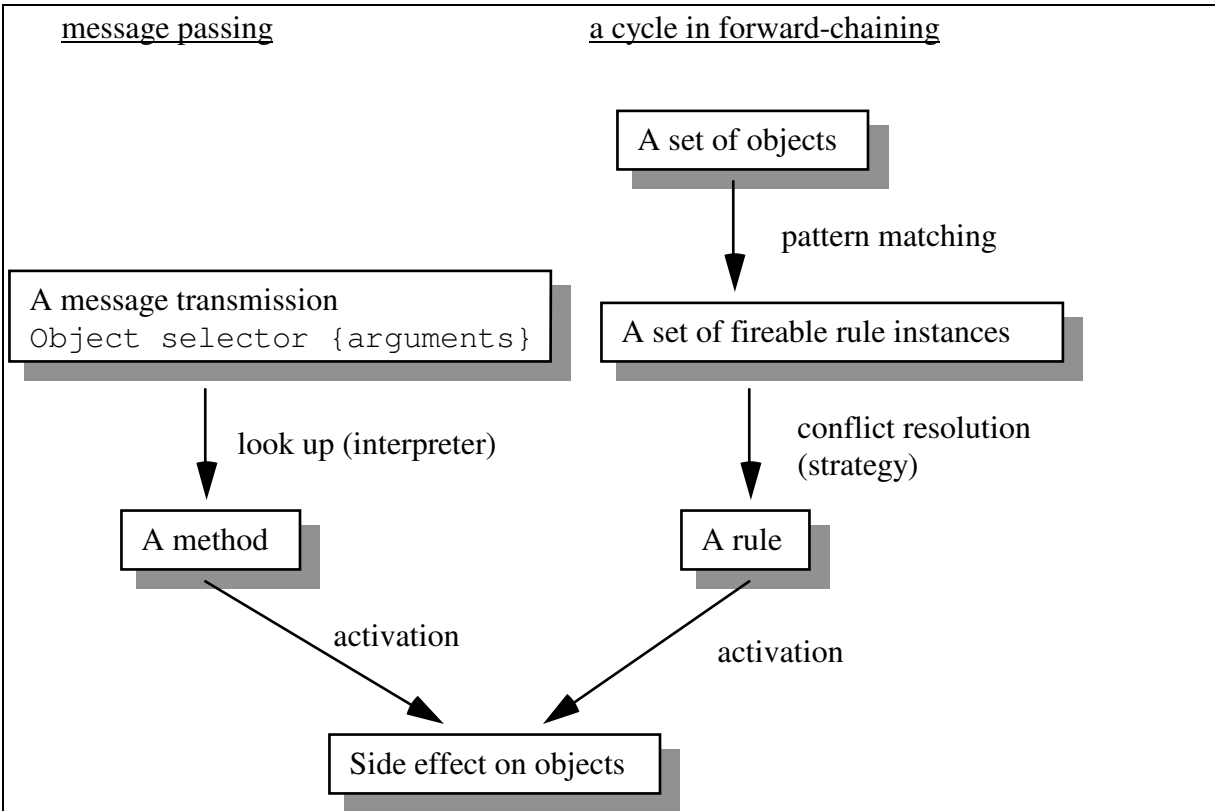 message passing
a cycle in forward-chaining
A set of objects
pattern matching
A message transmission
Object selector {arguments}
A set of fireable rule instances
look up (interpreter)
conflict resolution
(strategy)
A method
A rule
activation
activation
Side effect on objects